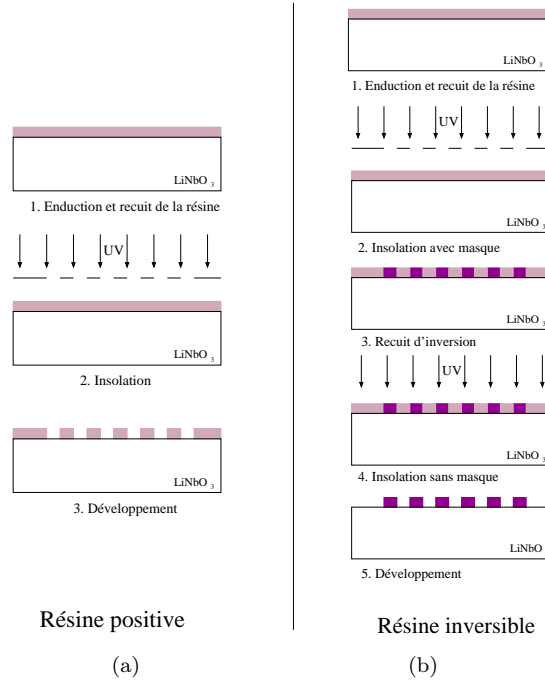 LiNbO 3
1. Enduction et recuit de la résine
UV
LiNbO 3
2. Insolation
LiNbO 3
3. Développement
Résine positive
(a)
LiNbO 3
1. Enduction et recuit de la résine
UV
LiNbO 3
2. Insolation avec masque
LiNbO 3
3. Recuit d'inversion
UV
LiNbO 3
4. Insolation sans masque
LiNbO
5. Développement
Résine inversible
(b)